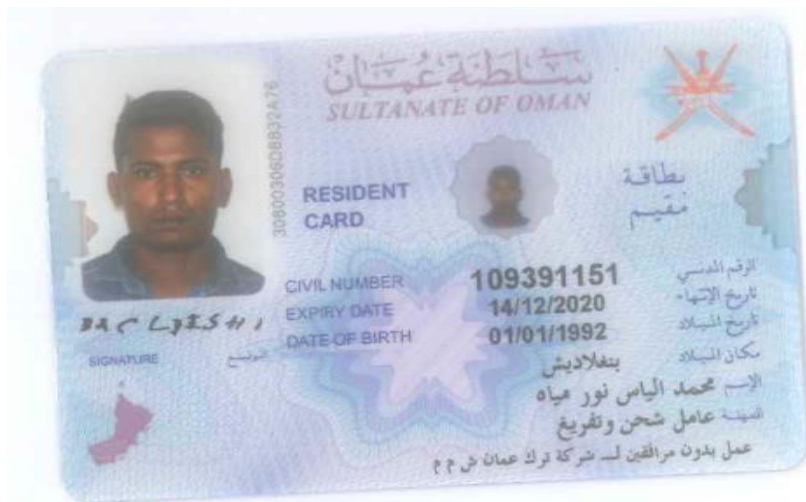 سلطنة عمان
SULTANATE OF OMAN
RESIDENT CARD
بطاقة مقيم
CIVIL NUMBER 109391151 الرقم المدني
EXPIRY DATE 14/12/2020 تاريخ الإنتهاء
DATE OF BIRTH 01/01/1992 تاريخ الميلاد
مكان الميلاد بنغلاديش
الإسم محمد الياس نور مياه
المهنة عامل شحن وتفريغ
عمل بدون مرافقين لـ شركة ترك عمان ش م م
SIGNATURE التوقيع